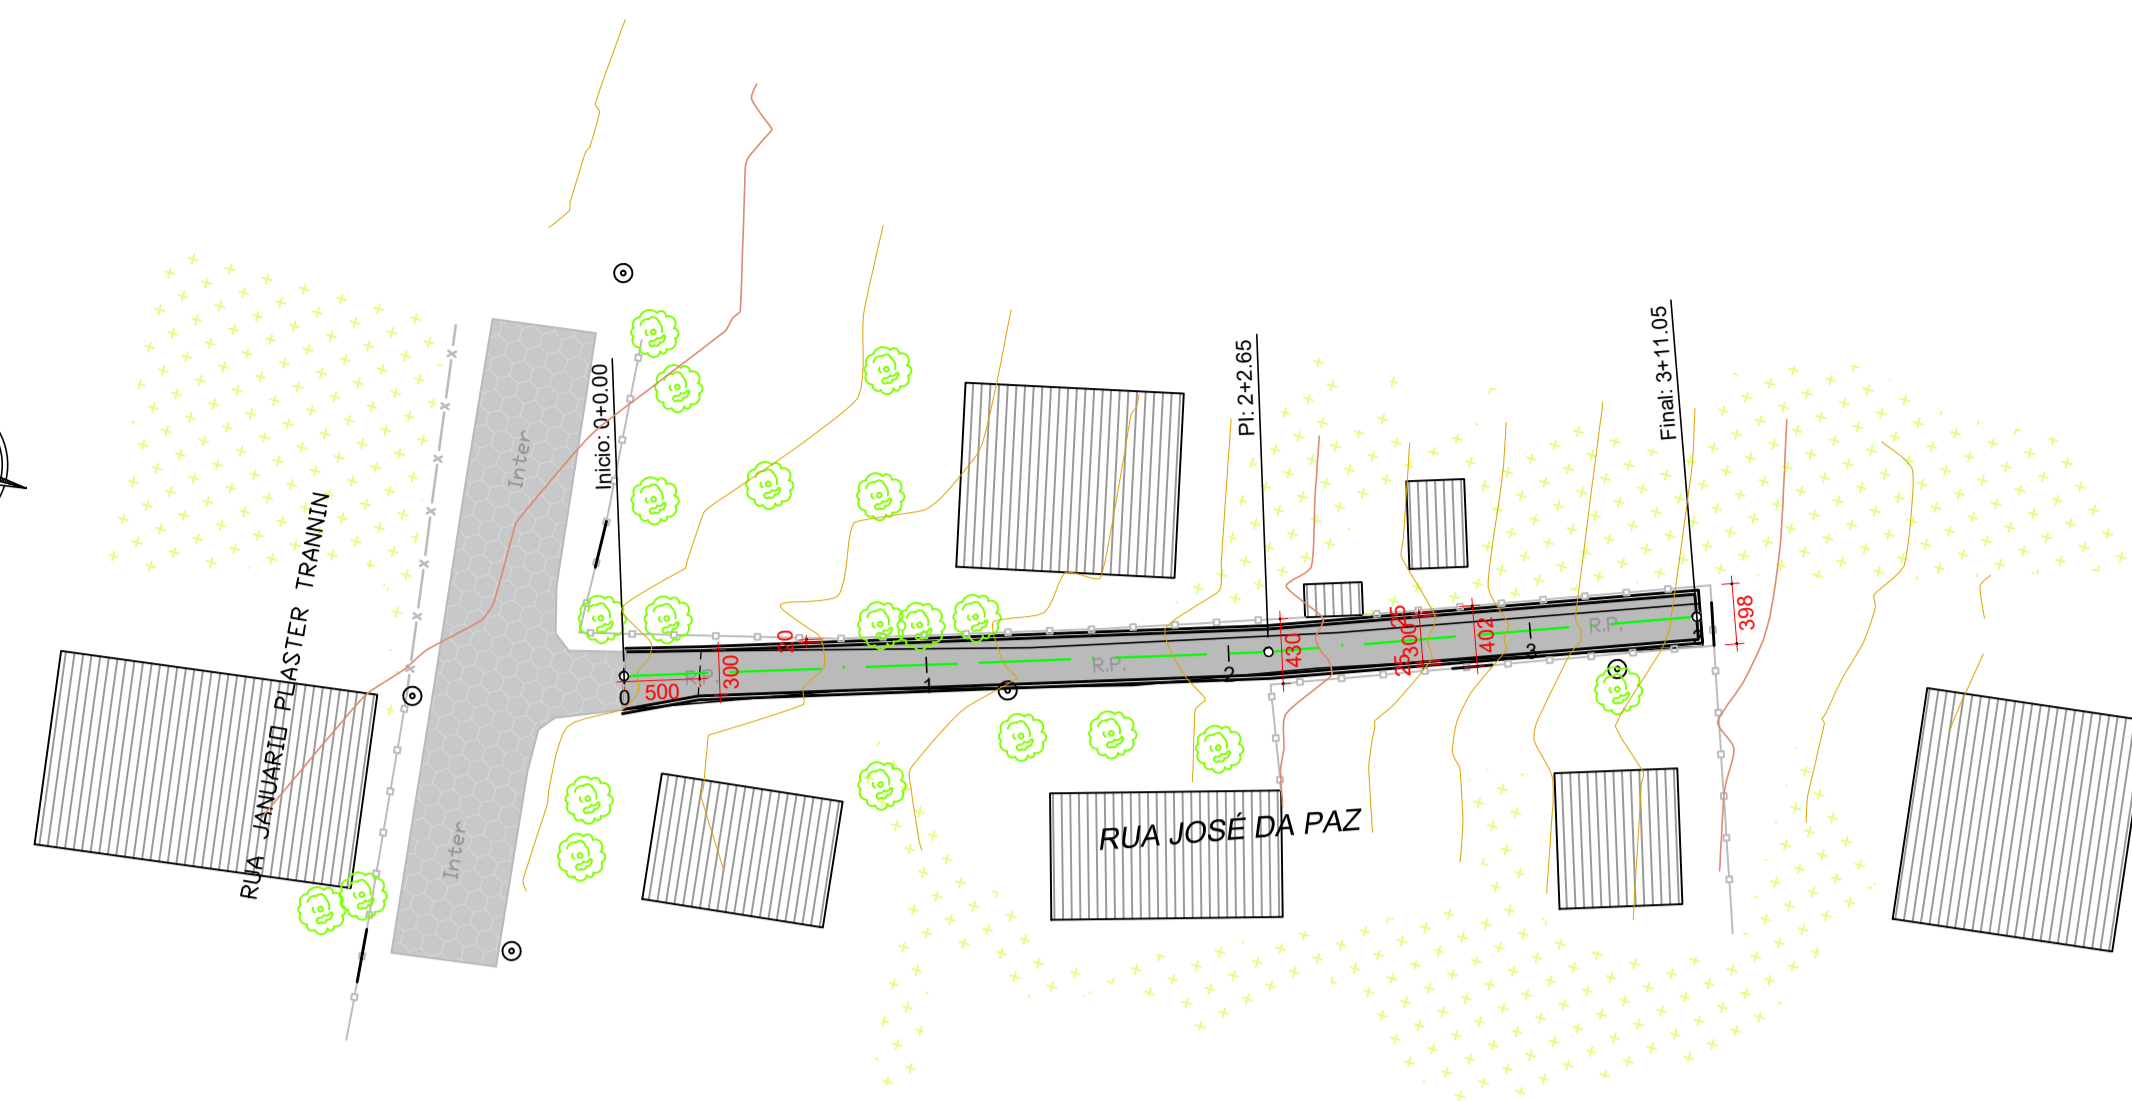 Inter
Inicio: 0+0.00
PI: 2+2.65
Final: 3+11.05
RUA JANUARIO PLASTER TRANNIN
20
300
500
R.P.
0
1
R.P.
2
430
25
300
25
402
3
R.P.
398
Inter
RUA JOSÉ DA PAZ